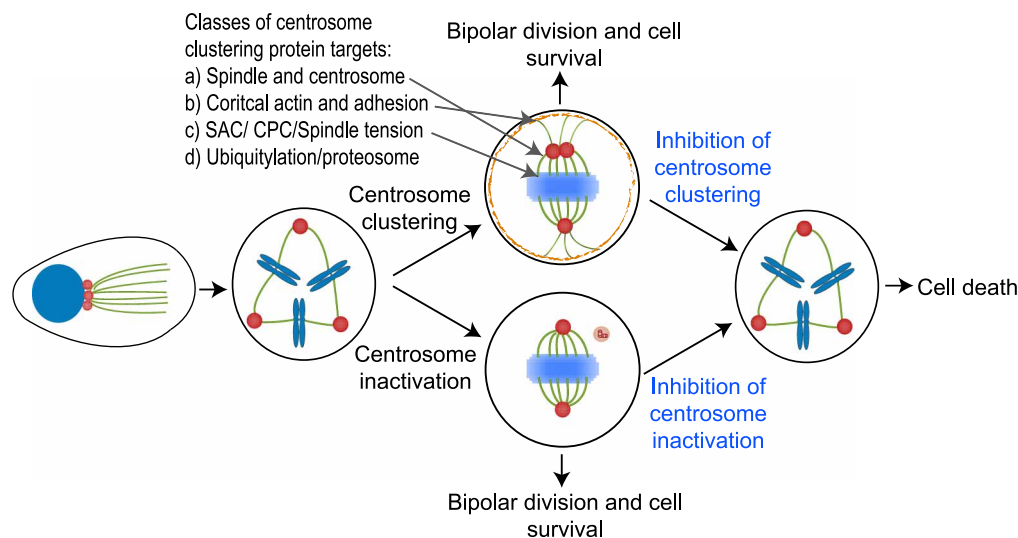 Classes of centrosome
clustering protein targets:
a) Spindle and centrosome
b) Coritcal actin and adhesion
c) SAC/ CPC/Spindle tension
d) Ubiquitylation/proteosome
Bipolar division and cell
survival
Centrosome
clustering
Inhibition of
centrosome
clustering
Cell death
Centrosome
inactivation
Inhibition of
centrosome
inactivation
Bipolar division and cell
survival